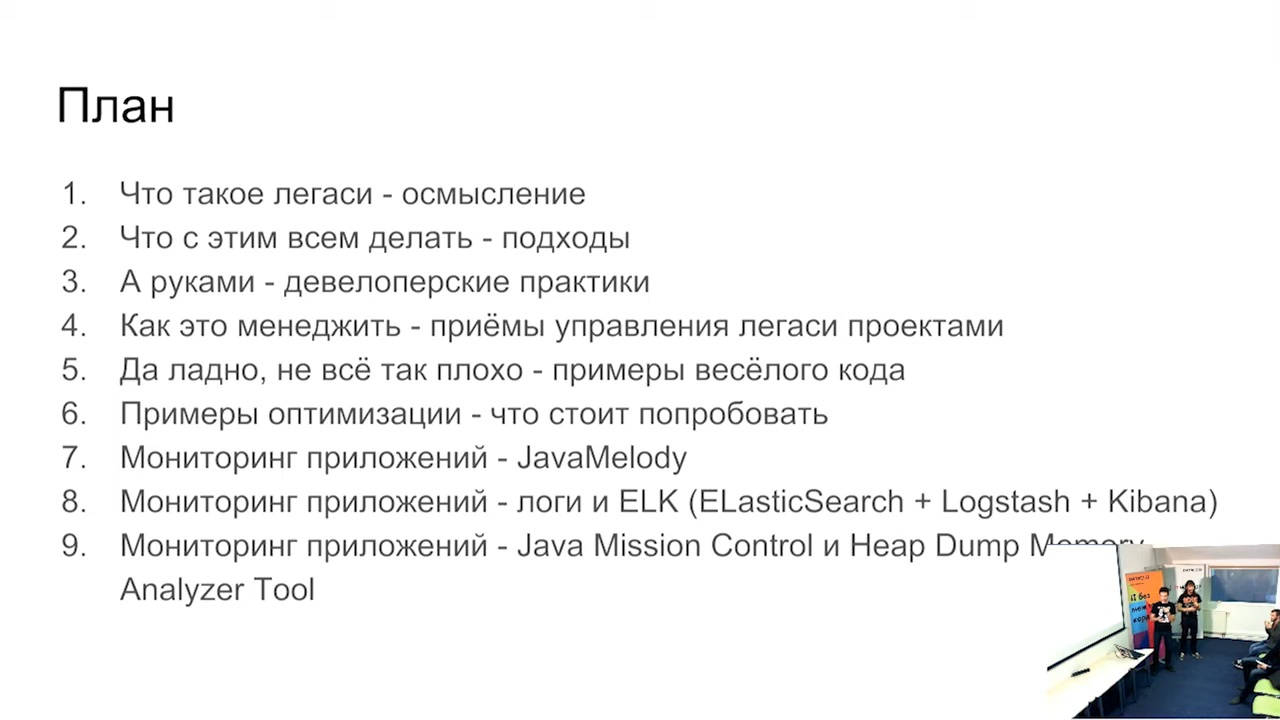 План
1. Что такое легаси - осмысление
2. Что с этим всем делать - подходы
3. А руками - девелоперские практики
4. Как это менеджить - приёмы управления легаси проектами
5. Да ладно, не всё так плохо - примеры весёлого кода
6. Примеры оптимизации - что стоит попробовать
7. Мониторинг приложений - JavaMelody
8. Мониторинг приложений - логи и ELK (ELasticSearch + Logstash + Kibana)
9. Мониторинг приложений - Java Mission Control и Heap Dump Memory
Analyzer Tool
IT без